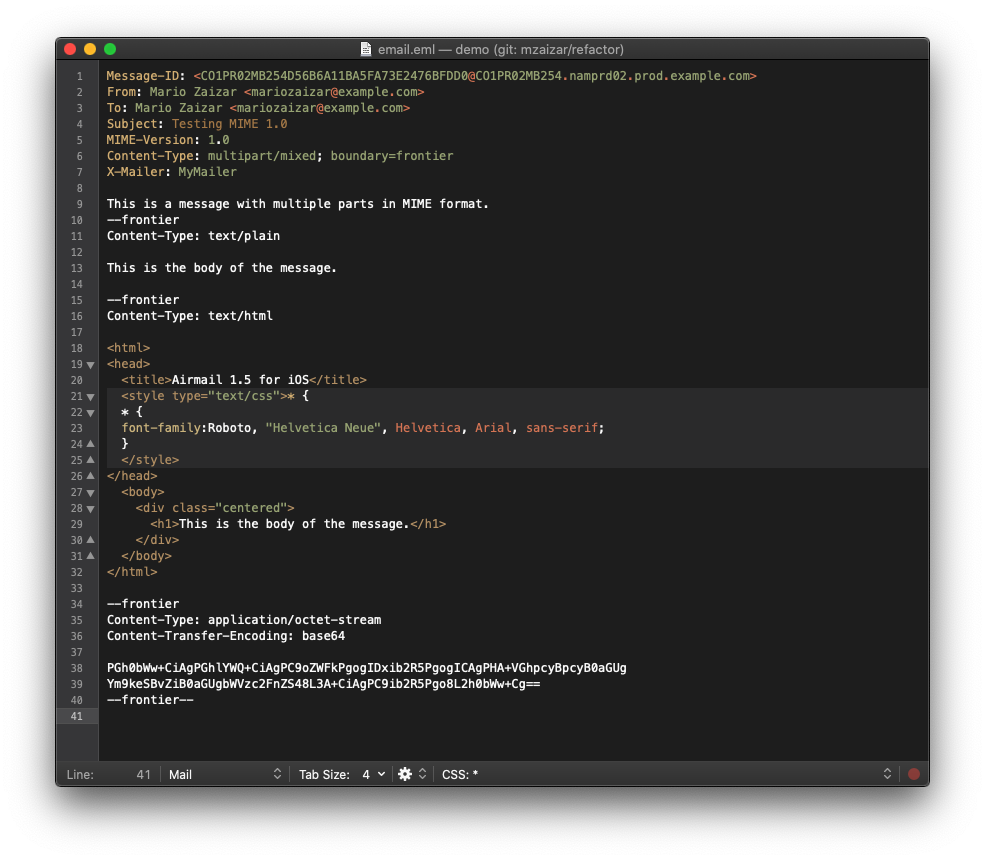 email.eml — demo (git: mzaizar/refactor)
1 Message-ID: <CO1PR02MB254D56B6A11BA5FA73E2476BFDD0@CO1PR02MB254.namprd02.prod.example.com>
2 From: Mario Zaizar <mariozaizar@example.com>
3 To: Mario Zaizar <mariozaizar@example.com>
4 Subject: Testing MIME 1.0
5 MIME-Version: 1.0
6 Content-Type: multipart/mixed; boundary=frontier
7 X-Mailer: MyMailer
8
9 This is a message with multiple parts in MIME format.
10 --frontier
11 Content-Type: text/plain
12
13 This is the body of the message.
14
15 --frontier
16 Content-Type: text/html
17
18 <html>
19 <head>
20   <title>Airmail 1.5 for iOS</title>
21   <style type="text/css">* {
22   * {
23   font-family:Roboto, "Helvetica Neue", Helvetica, Arial, sans-serif;
24   }
25   </style>
26 </head>
27   <body>
28     <div class="centered">
29       <h1>This is the body of the message.</h1>
30     </div>
31   </body>
32 </html>
33
34 --frontier
35 Content-Type: application/octet-stream
36 Content-Transfer-Encoding: base64
37
38 PGh0bWw+CiAgPGhlYWQ+CiAgPC9oZWFkPgogIDxib2R5PgogICAgPHA+VGhpcyBpcyB0aGUg
39 Ym9keSBvZiB0aGUgbWVzc2FnZS48L3A+CiAgPC9ib2R5Pgo8L2h0bWw+Cg==
40 --frontier--
41
Line: 41 Mail Tab Size: 4 CSS: *